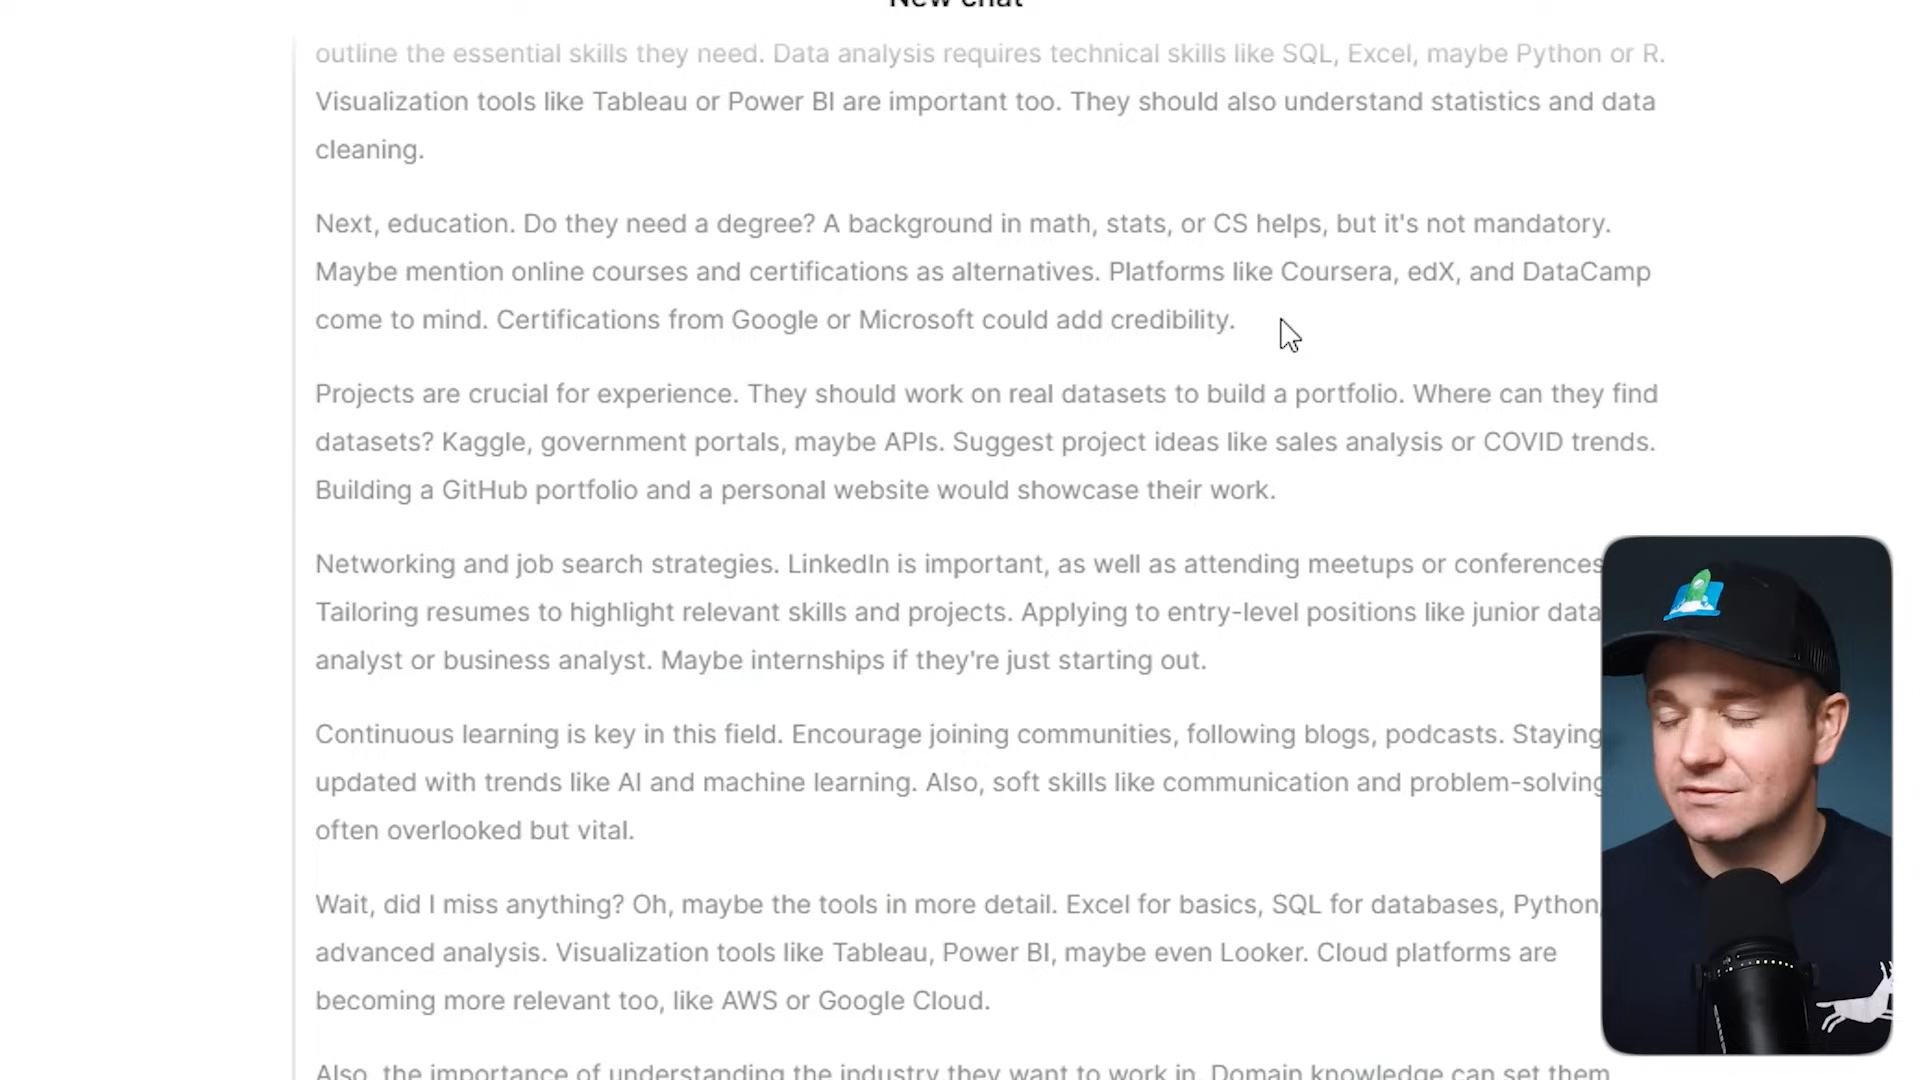 New chat
outline the essential skills they need. Data analysis requires technical skills like SQL, Excel, maybe Python or R.
Visualization tools like Tableau or Power BI are important too. They should also understand statistics and data
cleaning.
Next, education. Do they need a degree? A background in math, stats, or CS helps, but it's not mandatory.
Maybe mention online courses and certifications as alternatives. Platforms like Coursera, edX, and DataCamp
come to mind. Certifications from Google or Microsoft could add credibility.
Projects are crucial for experience. They should work on real datasets to build a portfolio. Where can they find
datasets? Kaggle, government portals, maybe APIs. Suggest project ideas like sales analysis or COVID trends.
Building a GitHub portfolio and a personal website would showcase their work.
Networking and job search strategies. LinkedIn is important, as well as attending meetups or conferences
Tailoring resumes to highlight relevant skills and projects. Applying to entry-level positions like junior data
analyst or business analyst. Maybe internships if they're just starting out.
Continuous learning is key in this field. Encourage joining communities, following blogs, podcasts. Staying
updated with trends like AI and machine learning. Also, soft skills like communication and problem-solving
often overlooked but vital.
Wait, did I miss anything? Oh, maybe the tools in more detail. Excel for basics, SQL for databases, Python,
advanced analysis. Visualization tools like Tableau, Power BI, maybe even Looker. Cloud platforms are
becoming more relevant too, like AWS or Google Cloud.
Also, the importance of understanding the industry they want to work in. Domain knowledge can set them